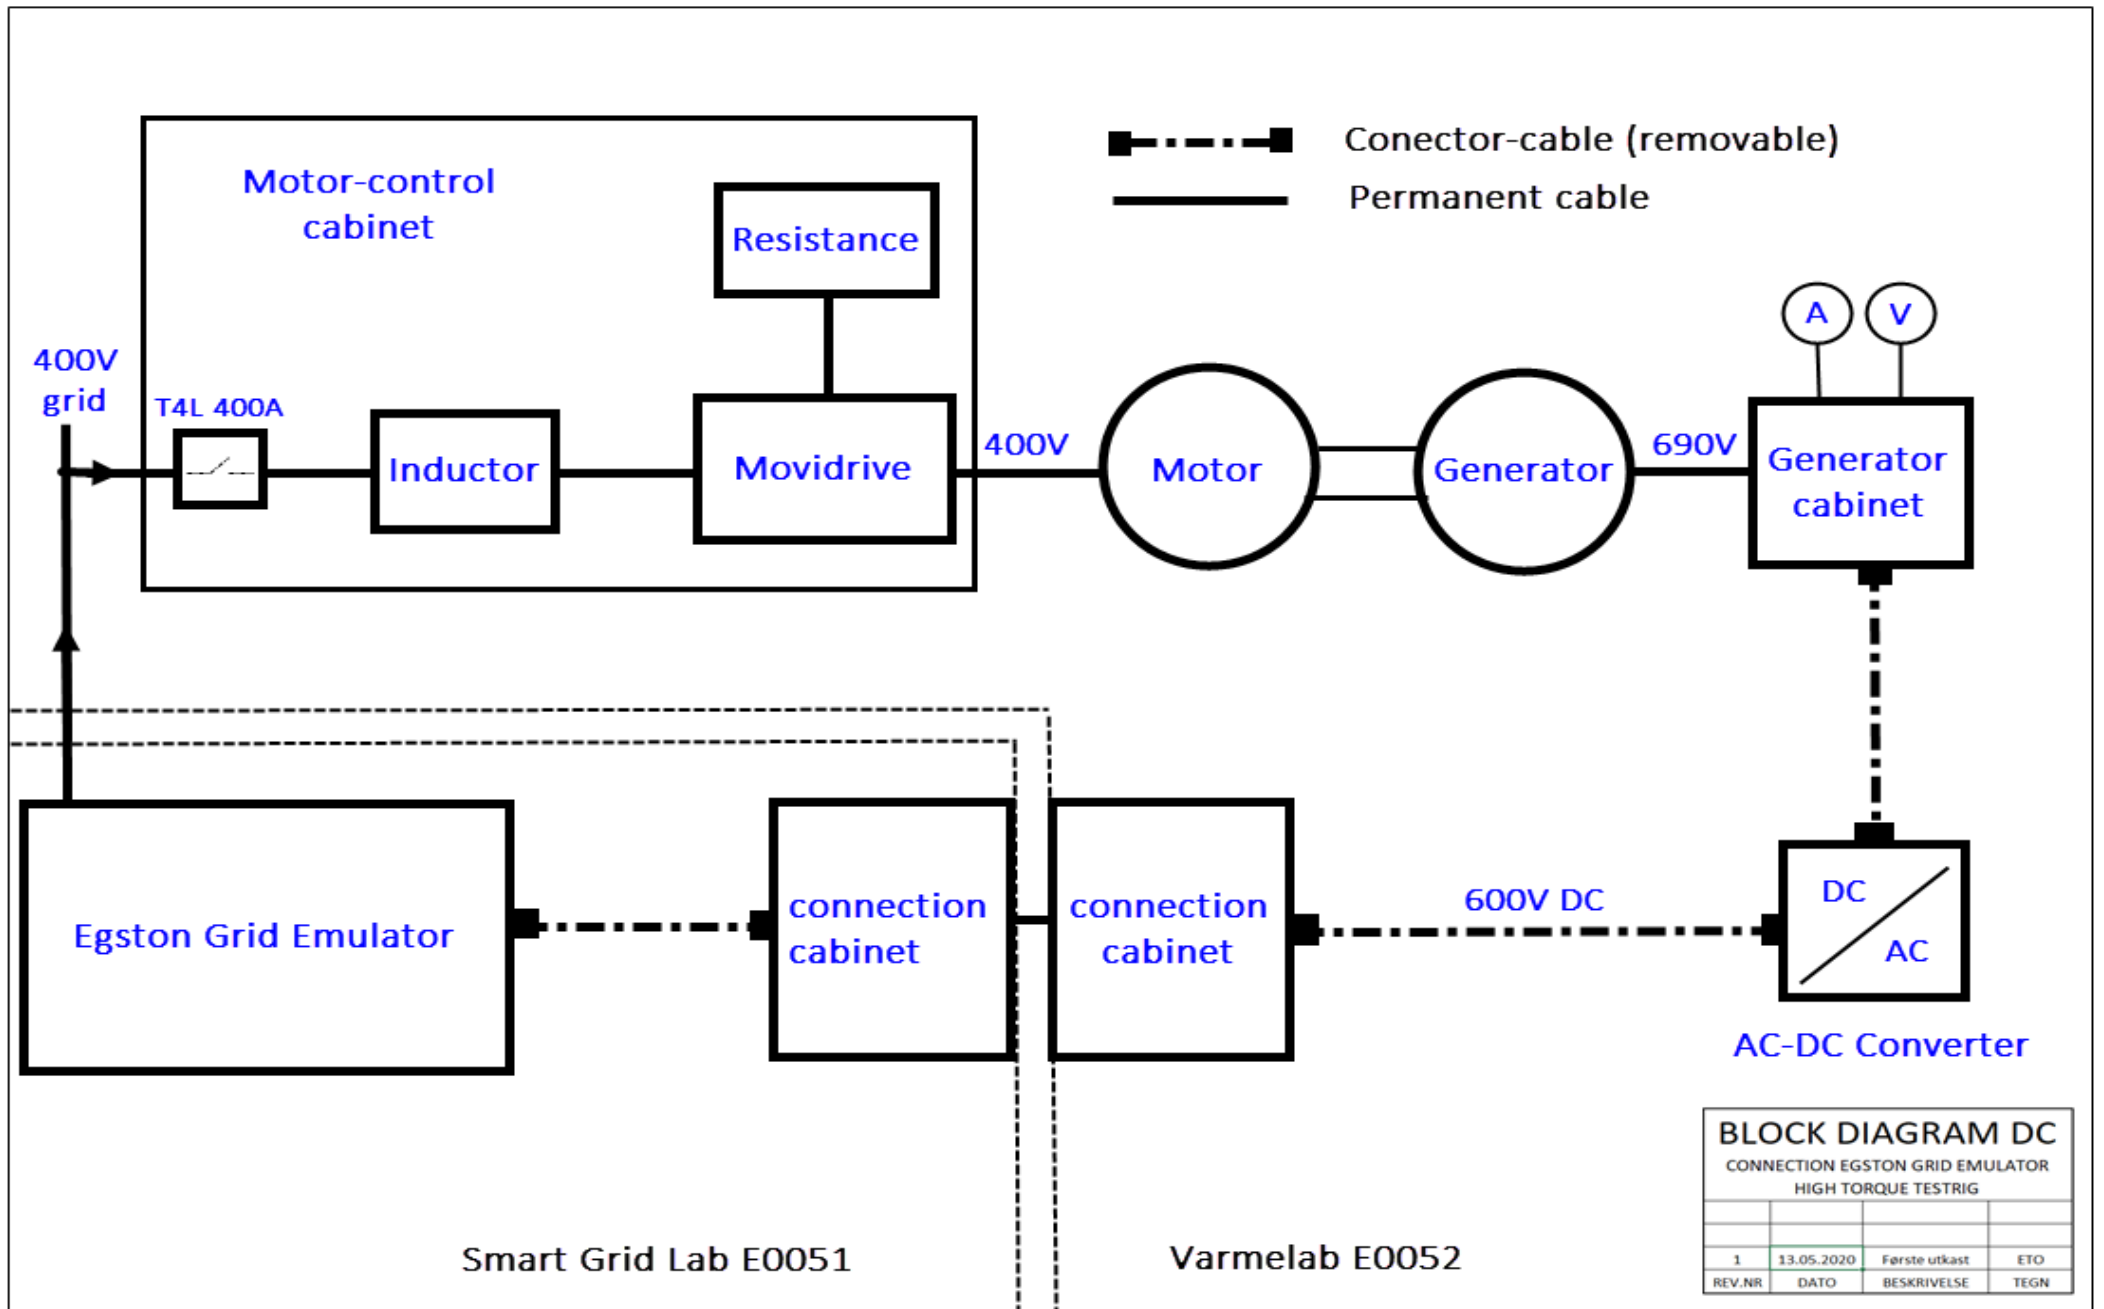 Motor-control
cabinet
Resistance
Conector-cable (removable)
Permanent cable
A
V
400V
grid
T4L 400A
Inductor
Movidrive
400V
Motor
Generator
690V
Generator
cabinet
Egston Grid Emulator
connection
cabinet
connection
cabinet
600V DC
DC
AC
AC-DC Converter
BLOCK DIAGRAM DC
CONNECTION EGSTON GRID EMULATOR
HIGH TORQUE TESTRIG
1 13.05.2020 Første utkast ETO
REV.NR DATO BESKRIVELSE TEGN
Smart Grid Lab E0051
Varmelab E0052